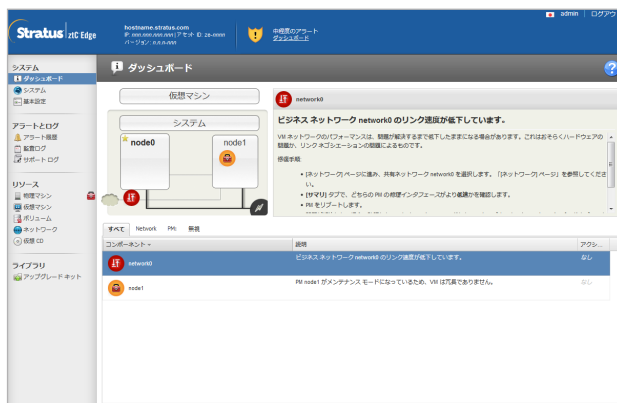 admin | ログアウ
Stratus ztC Edge
hostname.stratus.com
IP: nnn.nnn.nnn.nnn | アセット ID: ze-nnnn
バージョン: n.n.n-nnn
中程度のアラート
ダッシュボード
システム
ダッシュボード
システム
基本設定
アラートとログ
アラート履歴
監査ログ
サポート ログ
リソース
物理マシン
仮想マシン
ボリューム
ネットワーク
仮想 CD
ライブラリ
アップグレード キット
ダッシュボード
仮想マシン
システム
node0
node1
network0
ビジネス ネットワーク network0 のリンク速度が低下しています。
VM ネットワークのパフォーマンスは、問題が解決するまで低下したままになる場合があります。これはおそらくハードウェアの
問題か、リンク ネゴシエーションの問題によるものです。
修復手順
• [ネットワーク] ページに進み、共有ネットワーク network0 を選択します。「[ネットワーク] ページ」を参照してくださ
い。
• [サマリ] タブで、どちらの PM の物理インタフェースがより低速かを確認します。
• PM をリブートします。
すべて Network PM: 無視
コンポーネント 説明 アクシ...
network0 ビジネス ネットワーク network0 のリンク速度が低下しています。 なし
node1 PM node1 がメンテナンス モードになっているため、VM は冗長でありません。 なし